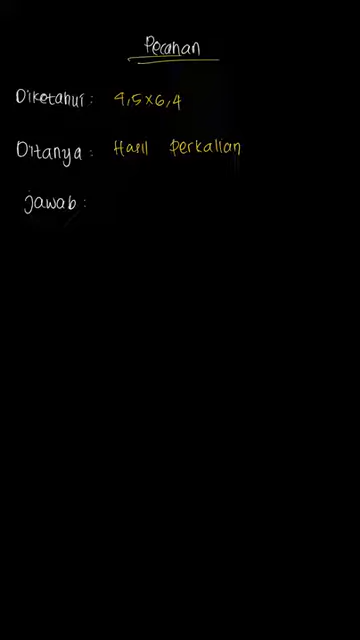 Pecahan
Diketahui : 4,5 × 6,4
Ditanya : Hasil Perkalian
Jawab :